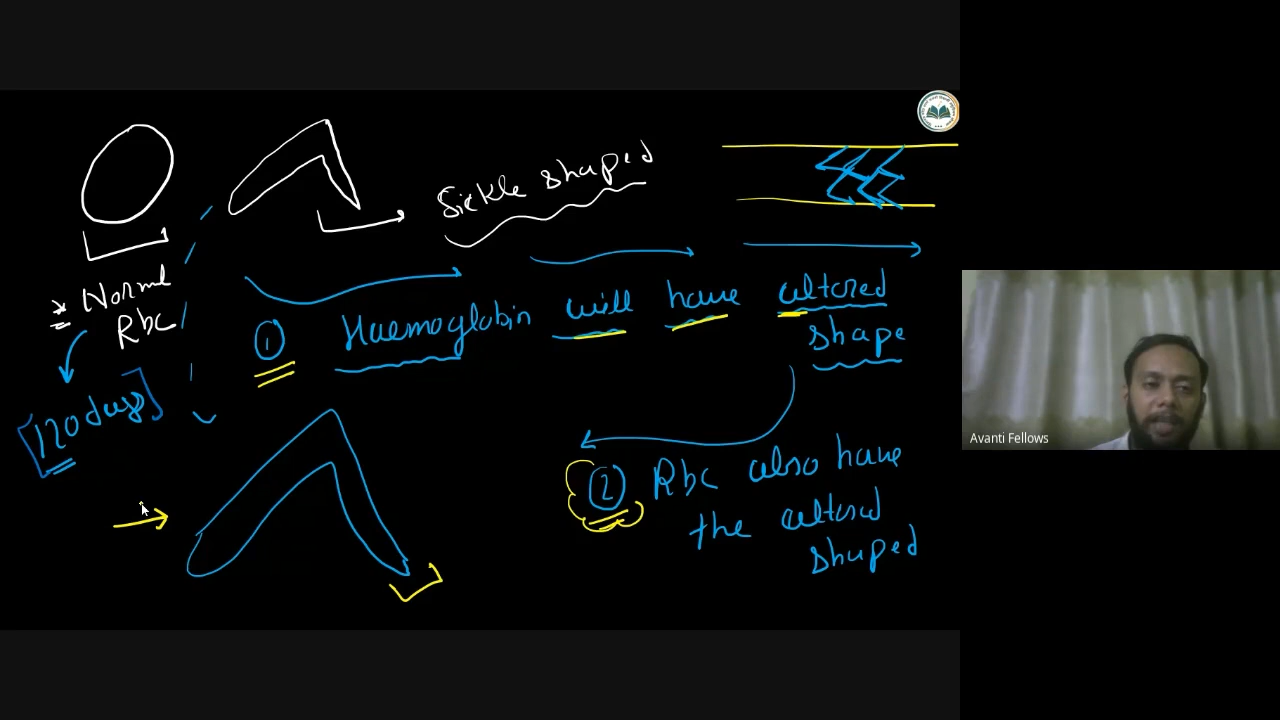 Sickle shaped
* Normal
Rbc
[120 days]
① Haemoglobin will have altered
shape
② Rbc also have
the altered
shaped
Avanti Fellows